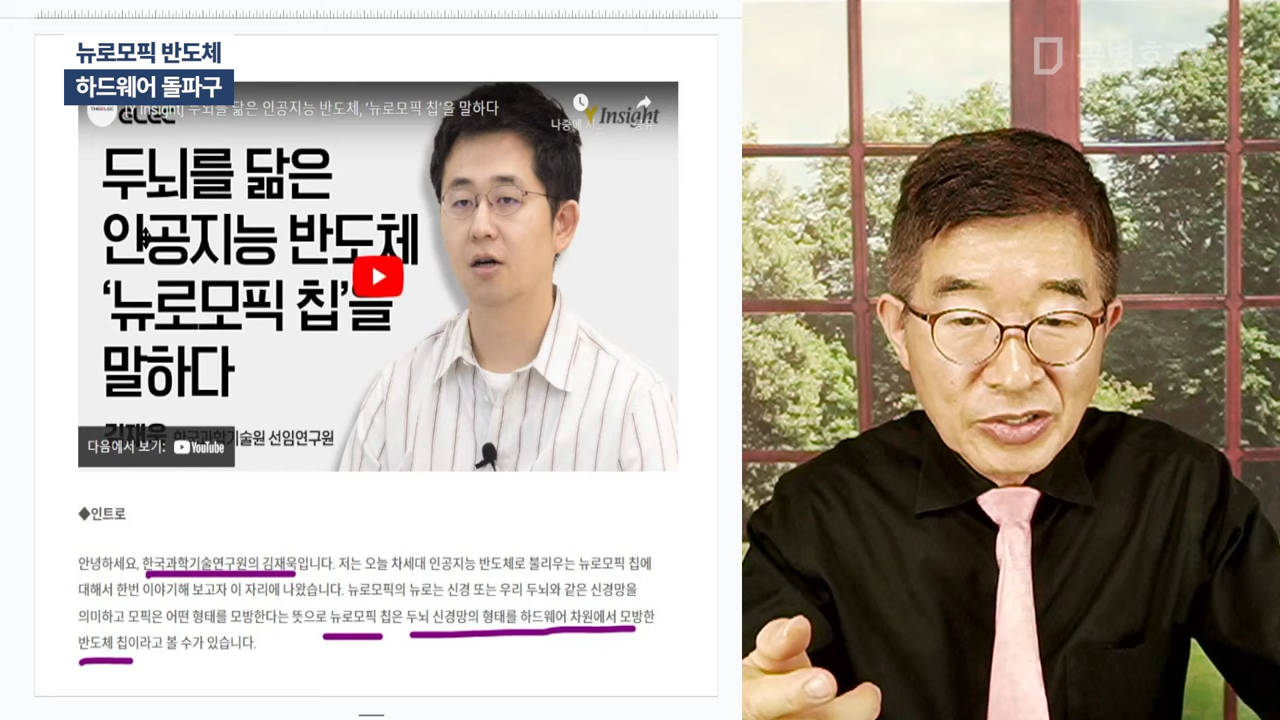 뉴로모픽 반도체
하드웨어 돌파구
[Y Insight] 두뇌를 닮은 인공지능 반도체, '뉴로모픽 칩'을 말하다
Insight
나중에 시...
공유
두뇌를 닮은
인공지능 반도체
‘뉴로모픽 칩’을
말하다
김재욱 한국과학기술원 선임연구원
다음에서 보기: YouTube
◆인트로
안녕하세요, 한국과학기술연구원의 김재욱입니다. 저는 오늘 차세대 인공지능 반도체로 불리우는 뉴로모픽 칩에
대해서 한번 이야기해 보고자 이 자리에 나왔습니다. 뉴로모픽의 뉴로는 신경 또는 우리 두뇌와 같은 신경망을
의미하고 모픽은 어떤 형태를 모방한다는 뜻으로 뉴로모픽 칩은 두뇌 신경망의 형태를 하드웨어 차원에서 모방한
반도체 칩이라고 볼 수가 있습니다.